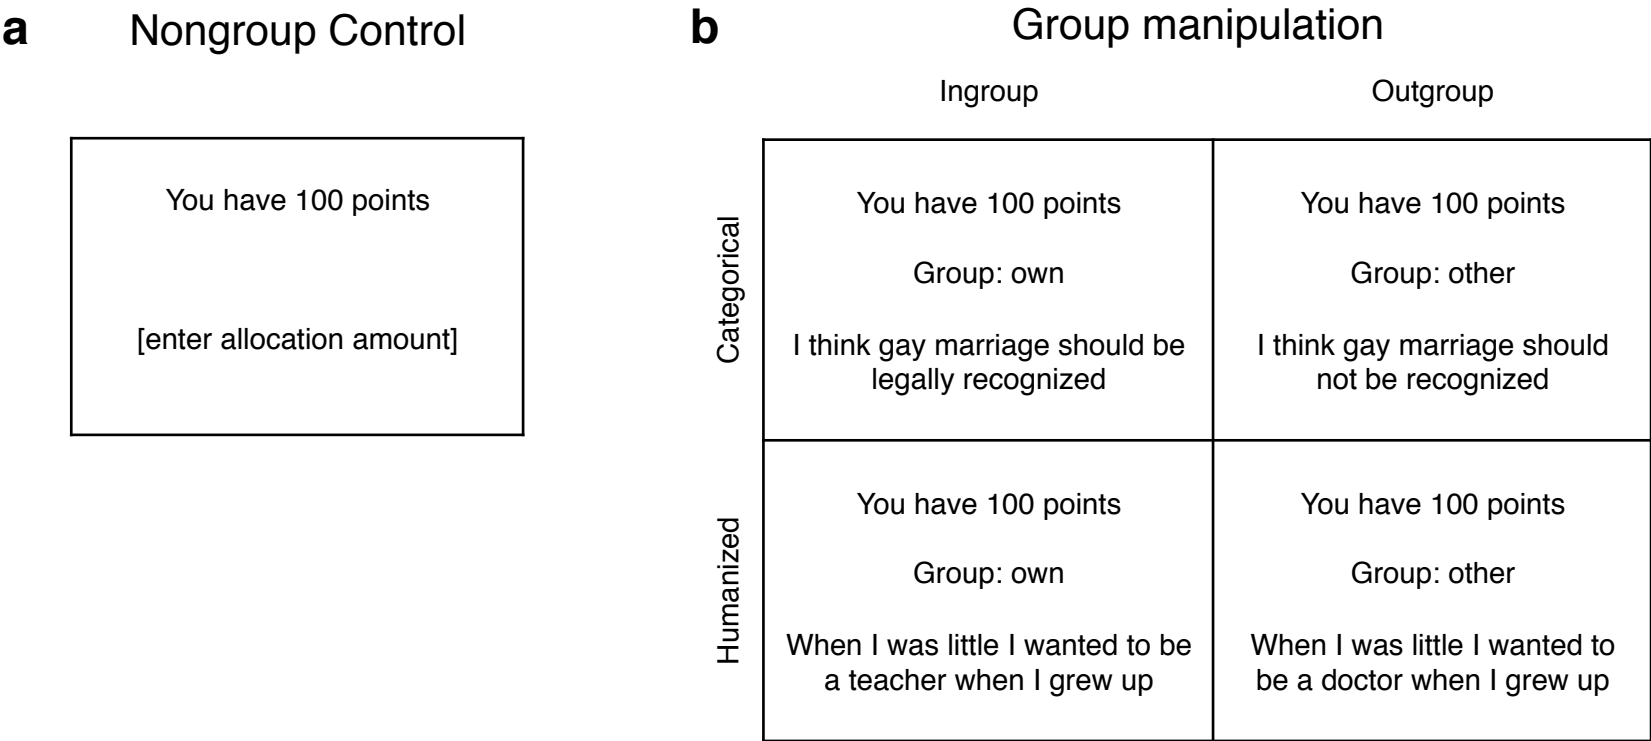 a
Nongroup Control
You have 100 points
[enter allocation amount]
b
Group manipulation
Ingroup
Outgroup
Categorical
You have 100 points
Group: own
I think gay marriage should be
legally recognized
You have 100 points
Group: other
I think gay marriage should
not be recognized
Humanized
You have 100 points
Group: own
When I was little I wanted to be
a teacher when I grew up
You have 100 points
Group: other
When I was little I wanted to
be a doctor when I grew up